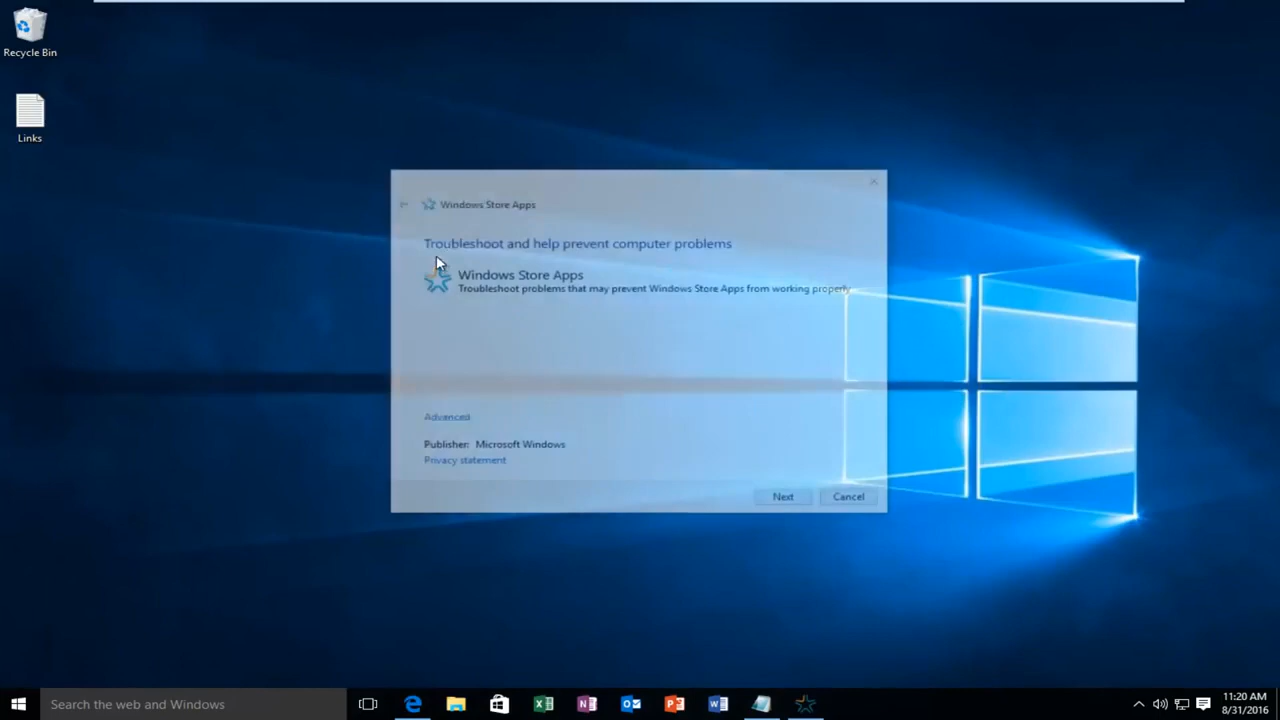 Recycle Bin
Links
Windows Store Apps
Troubleshoot and help prevent computer problems
Windows Store Apps
Troubleshoot problems that may prevent Windows Store Apps from working properly
Advanced
Publisher: Microsoft Windows
Privacy statement
Next Cancel
Search the web and Windows
11:20 AM
8/31/2016